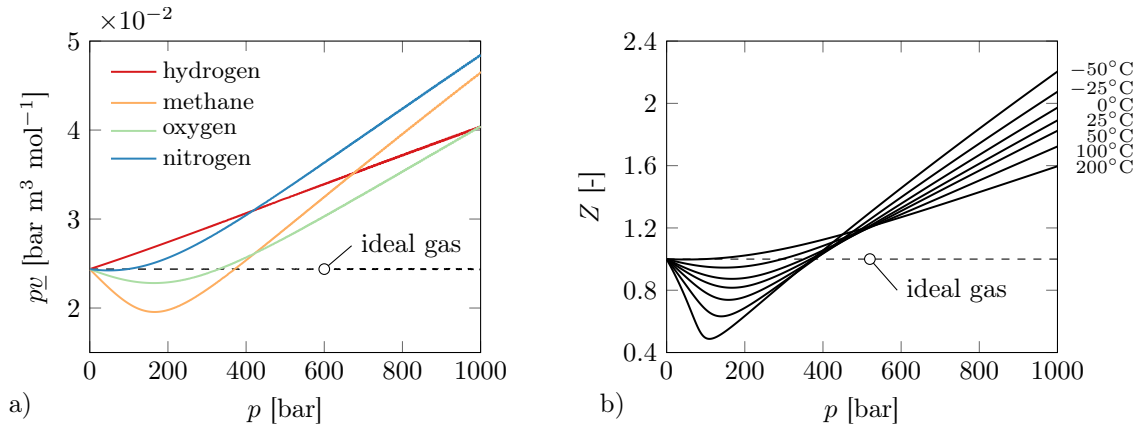 ×10⁻²
5
4
3
2
p<u>v</u> [bar m³ mol⁻¹]
hydrogen
methane
oxygen
nitrogen
ideal gas
0 200 400 600 800 1000
p [bar]
a)
2.4
2
1.6
1.2
0.8
0.4
Z [-]
−50°C
−25°C
0°C
25°C
50°C
100°C
200°C
ideal gas
0 200 400 600 800 1000
p [bar]
b)